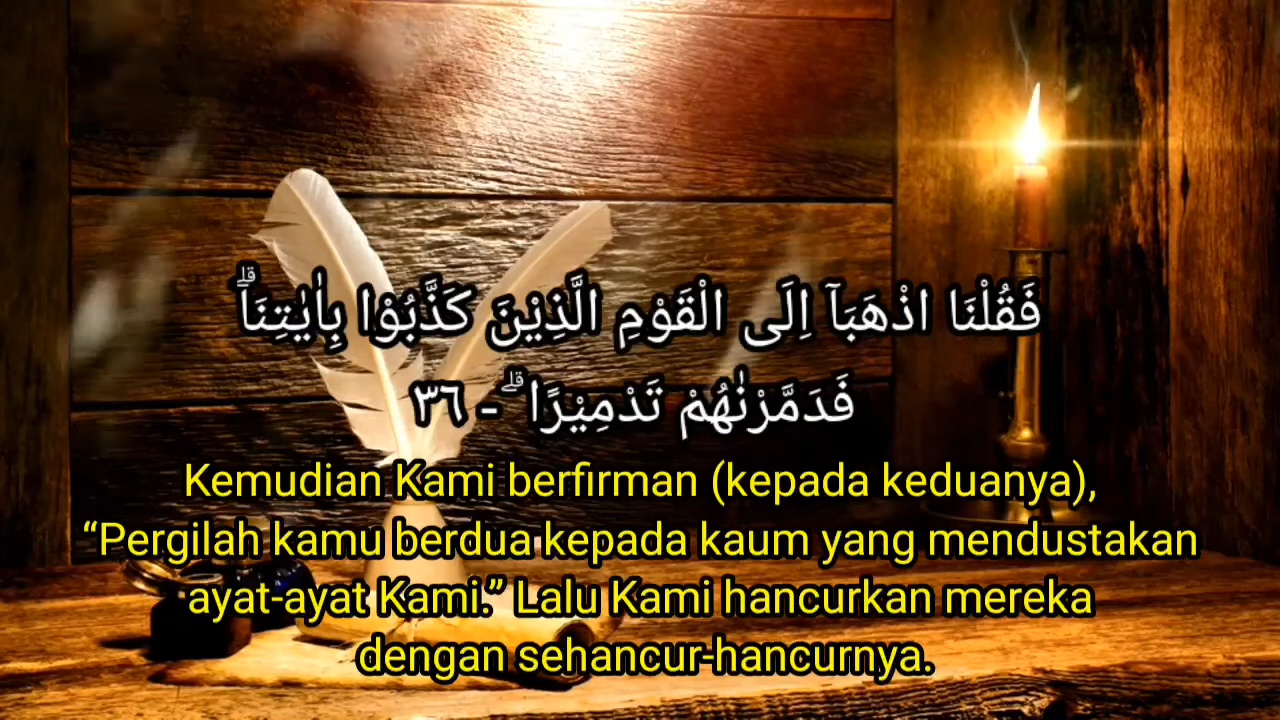 فَقُلْنَا اذْهَبَآ اِلَى الْقَوْمِ الَّذِيْنَ كَذَّبُوْا بِاٰيٰتِنَاۗ
فَدَمَّرْنٰهُمْ تَدْمِيْرًا ۗ - ٣٦
Kemudian Kami berfirman (kepada keduanya),
“Pergilah kamu berdua kepada kaum yang mendustakan
ayat-ayat Kami.” Lalu Kami hancurkan mereka
dengan sehancur-hancurnya.